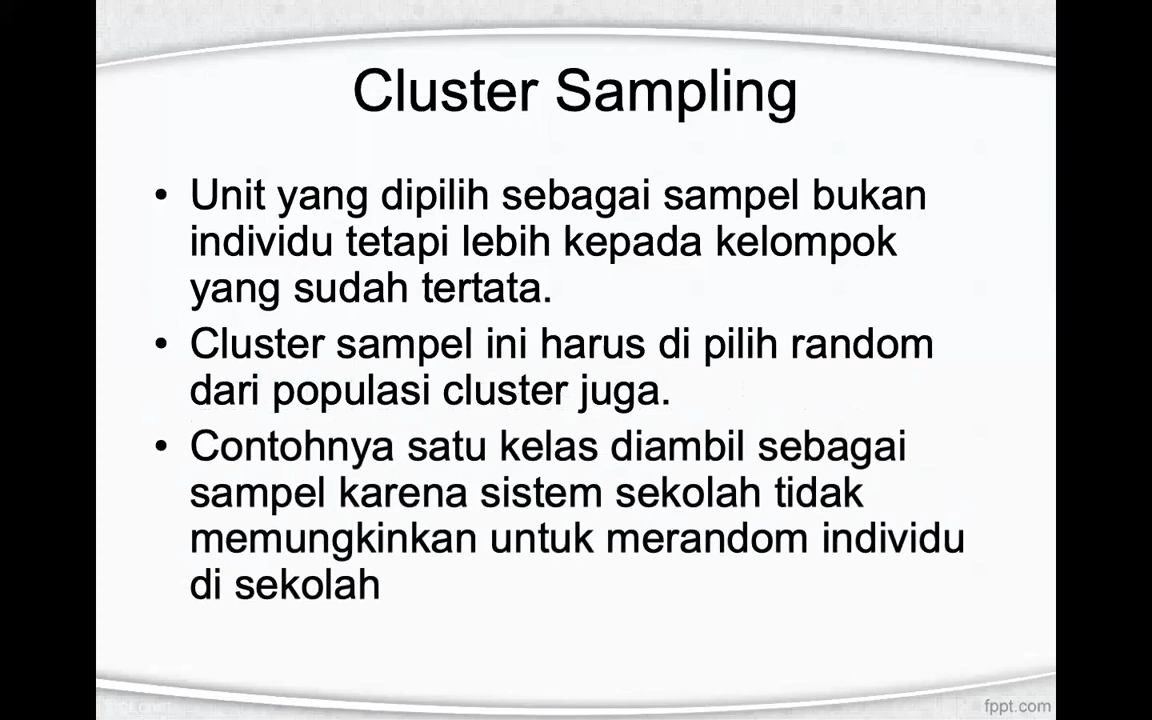 Cluster Sampling
• Unit yang dipilih sebagai sampel bukan
individu tetapi lebih kepada kelompok
yang sudah tertata.
• Cluster sampel ini harus di pilih random
dari populasi cluster juga.
• Contohnya satu kelas diambil sebagai
sampel karena sistem sekolah tidak
memungkinkan untuk merandom individu
di sekolah
fppt.com